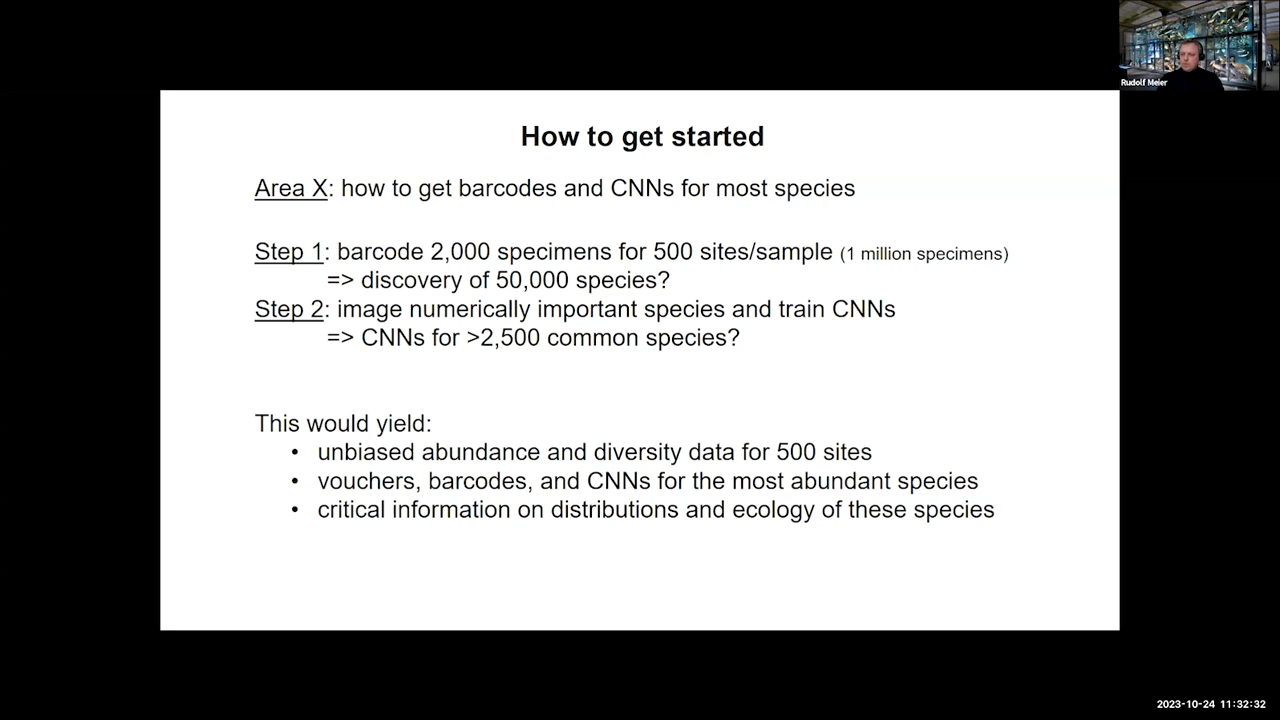 Rudolf Meier
How to get started
Area X: how to get barcodes and CNNs for most species
Step 1: barcode 2,000 specimens for 500 sites/sample (1 million specimens)
=> discovery of 50,000 species?
Step 2: image numerically important species and train CNNs
=> CNNs for >2,500 common species?
This would yield:
• unbiased abundance and diversity data for 500 sites
• vouchers, barcodes, and CNNs for the most abundant species
• critical information on distributions and ecology of these species
2023-10-24 11:32:32